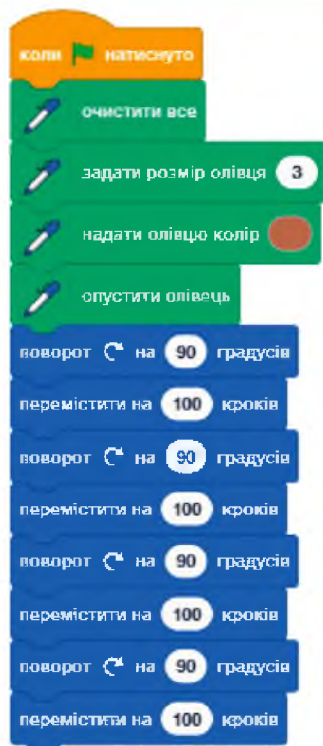 коли натиснуто
очистити все
задати розмір олівця 3
надати олівцю колір
опустити олівець
поворот на 90 градусів
перемістити на 100 кроків
поворот на 90 градусів
перемістити на 100 кроків
поворот на 90 градусів
перемістити на 100 кроків
поворот на 90 градусів
перемістити на 100 кроків